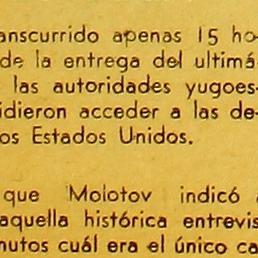 anscurrido apenas 15 ho-
de la entrega del ultimá-
las autoridades yugoes-
idieron acceder a las de-
os Estados Unidos.
que Molotov indicó a
aquella histórica entrevis
nutos cuál era el único ca